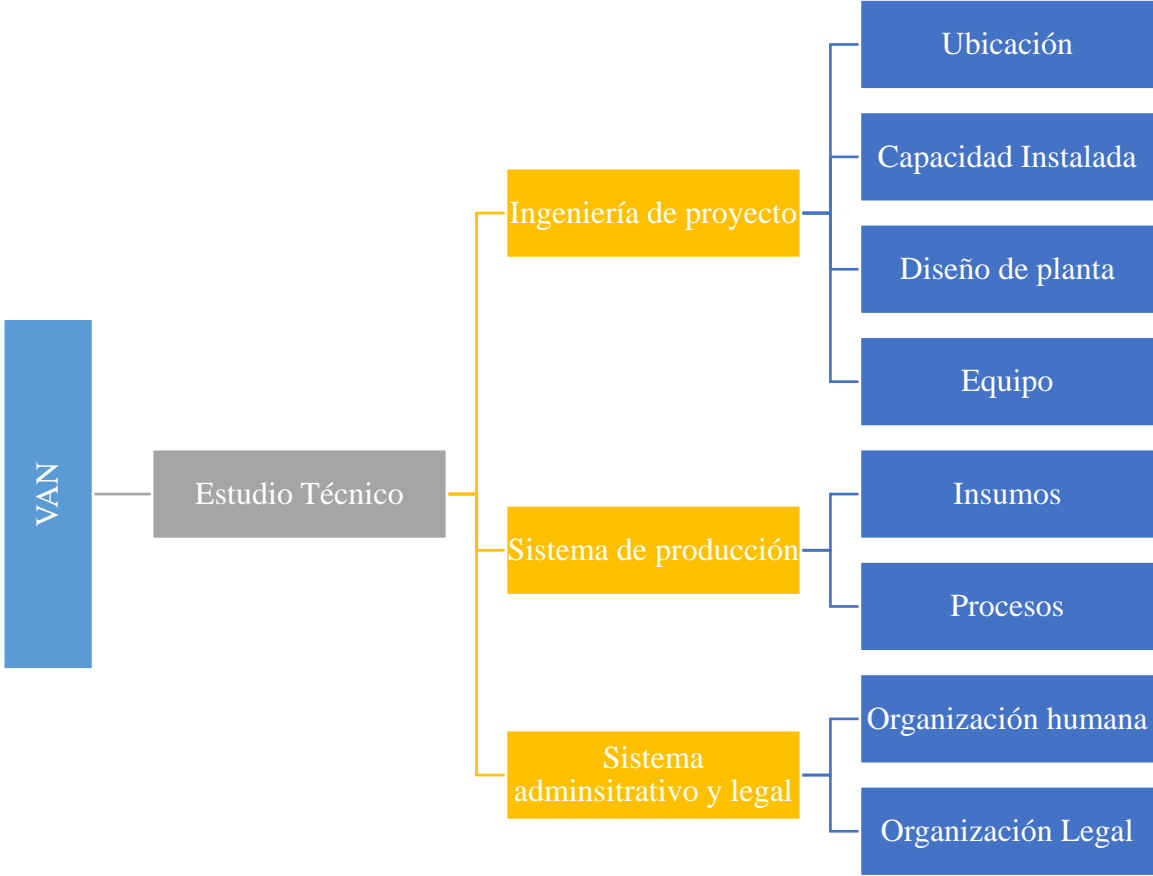 VAN
Estudio Técnico
Ingeniería de proyecto
Ubicación
Capacidad Instalada
Diseño de planta
Equipo
Sistema de producción
Insumos
Procesos
Sistema
adminsitrativo y legal
Organización humana
Organización Legal